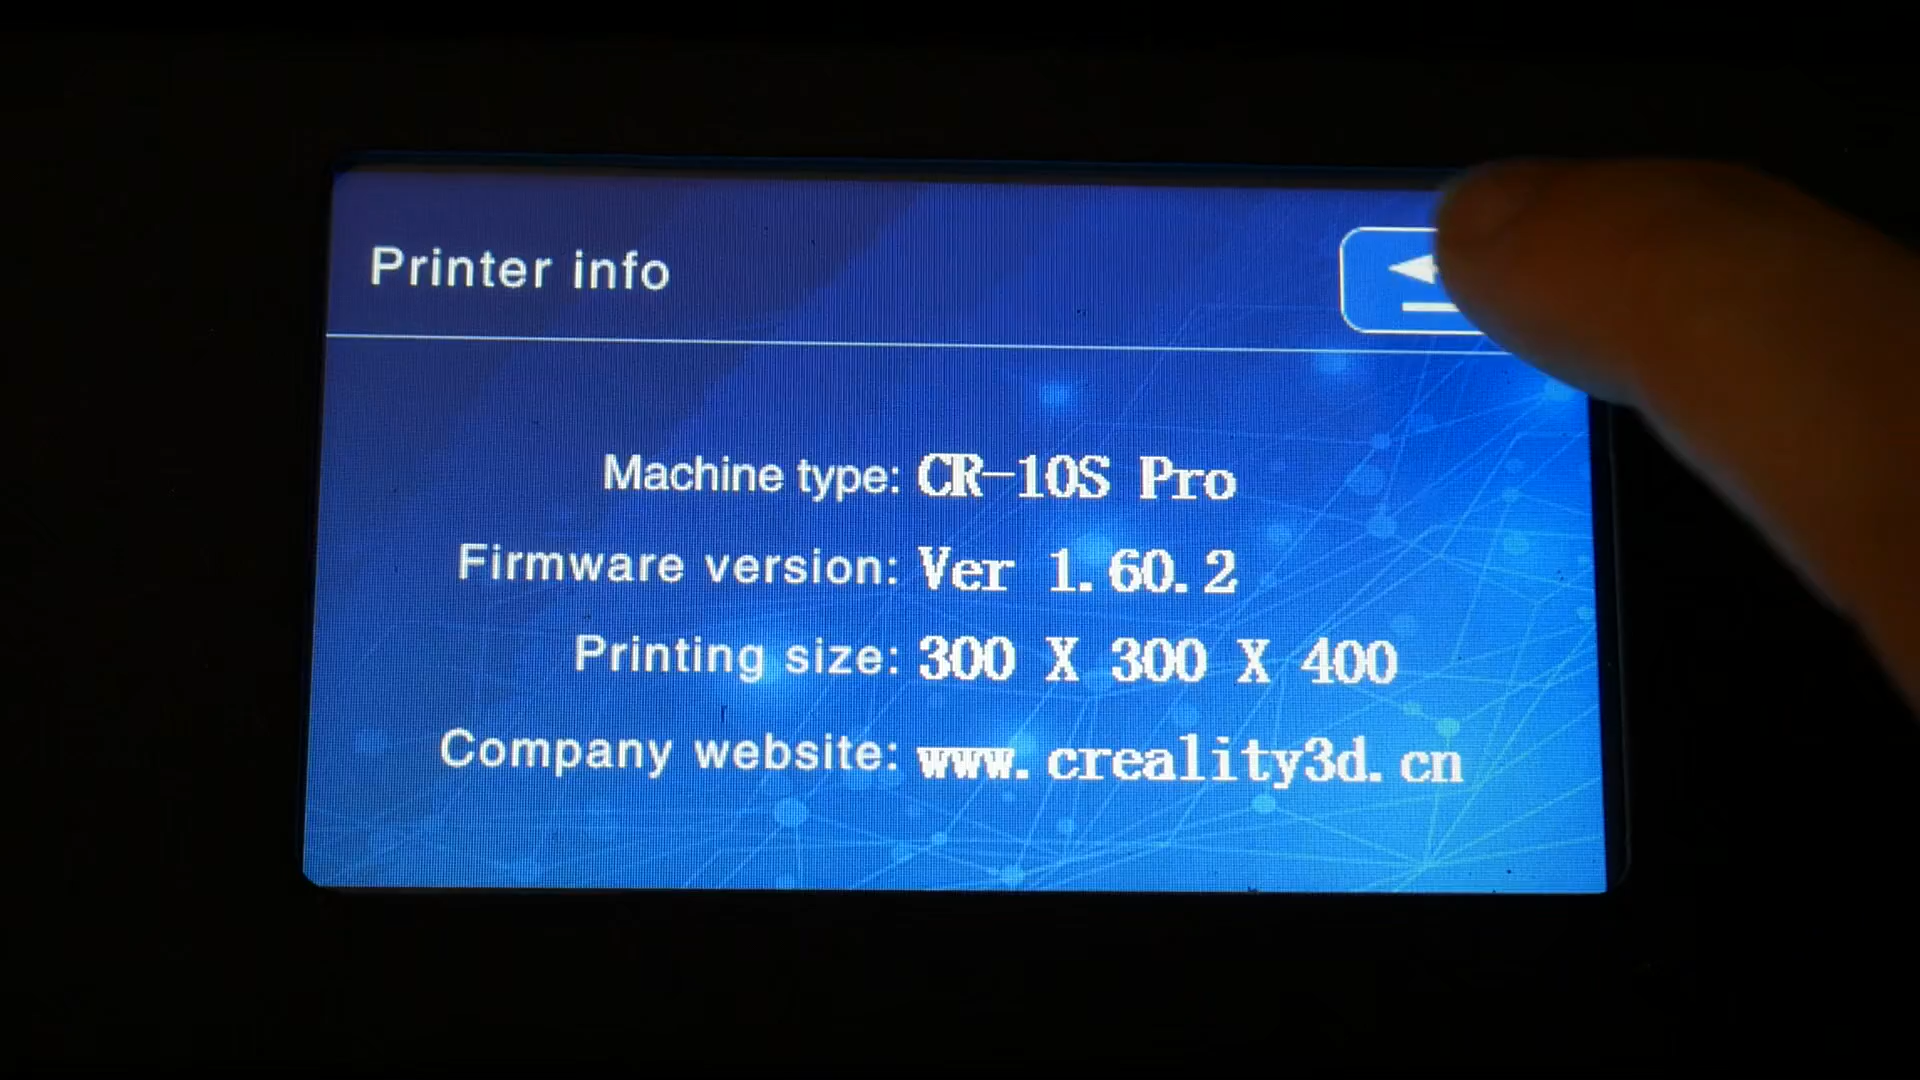 Printer info
Machine type: CR-10S Pro
Firmware version: Ver 1.60.2
Printing size: 300 X 300 X 400
Company website: www.creality3d.cn